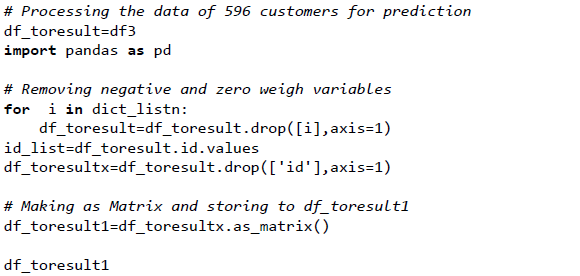 # Processing the data of 596 customers for prediction
df_toresult=df3
import pandas as pd
# Removing negative and zero weigh variables
for  i in dict_listn:
    df_toresult=df_toresult.drop([i],axis=1)
id_list=df_toresult.id.values
df_toresultx=df_toresult.drop(['id'],axis=1)
# Making as Matrix and storing to df_toresult1
df_toresult1=df_toresultx.as_matrix()
df_toresult1